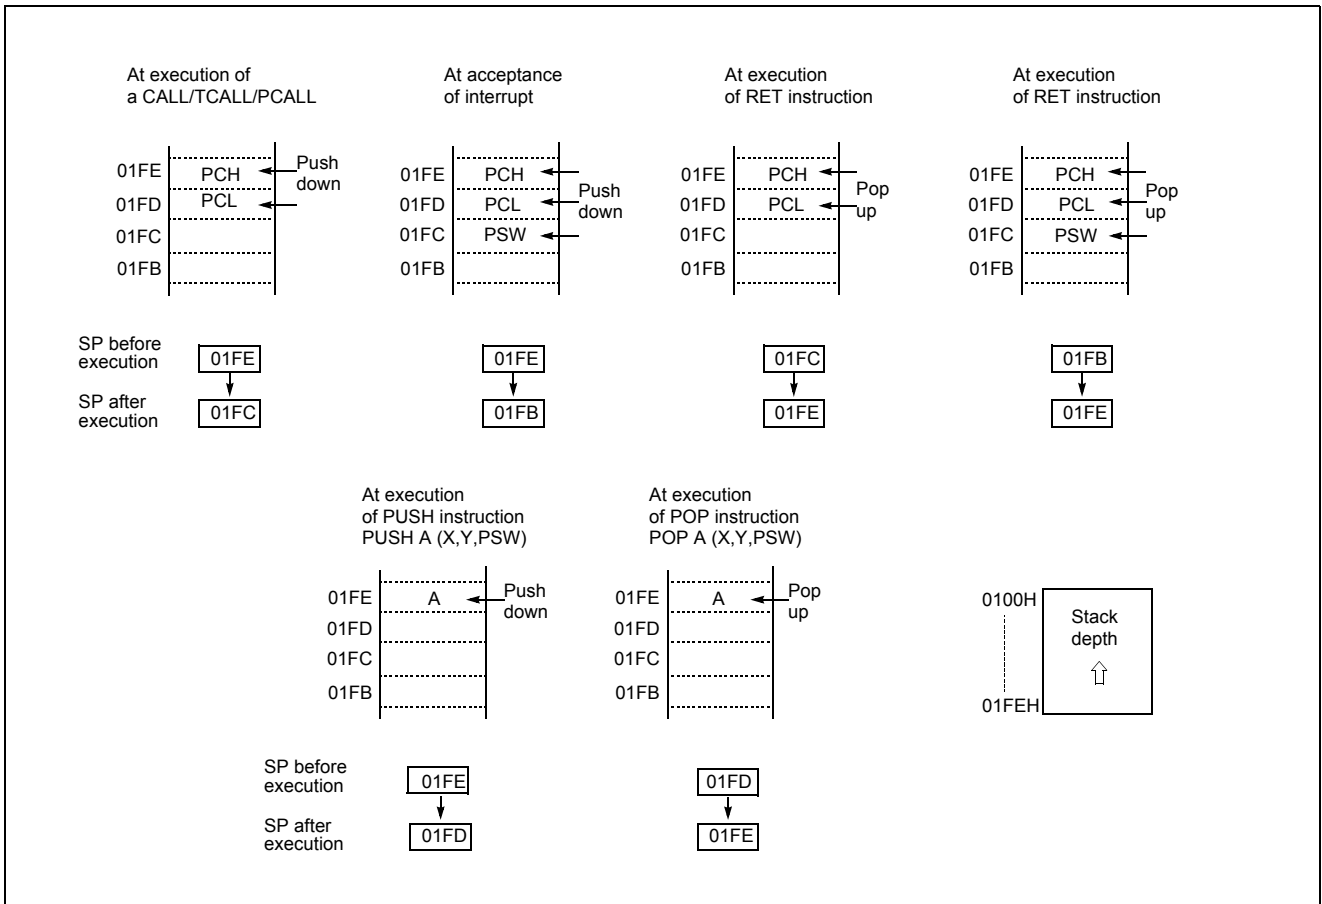 At execution of
a CALL/TCALL/PCALL
01FE
PCH
Push
down
01FD
PCL
01FC
01FB
At acceptance
of interrupt
01FE
PCH
01FD
PCL
Push
down
01FC
PSW
01FB
At execution
of RET instruction
01FE
PCH
01FD
PCL
Pop
up
01FC
01FB
At execution
of RET instruction
01FE
PCH
01FD
PCL
Pop
up
01FC
PSW
01FB
SP before
execution
01FE
01FE
01FC
01FB
SP after
execution
01FC
01FB
01FE
01FE
At execution
of PUSH instruction
PUSH A (X,Y,PSW)
01FE
A
Push
down
01FD
01FC
01FB
At execution
of POP instruction
POP A (X,Y,PSW)
01FE
A
Pop
up
01FD
01FC
01FB
0100H
Stack
depth
01FEH
SP before
execution
01FE
01FD
SP after
execution
01FD
01FE